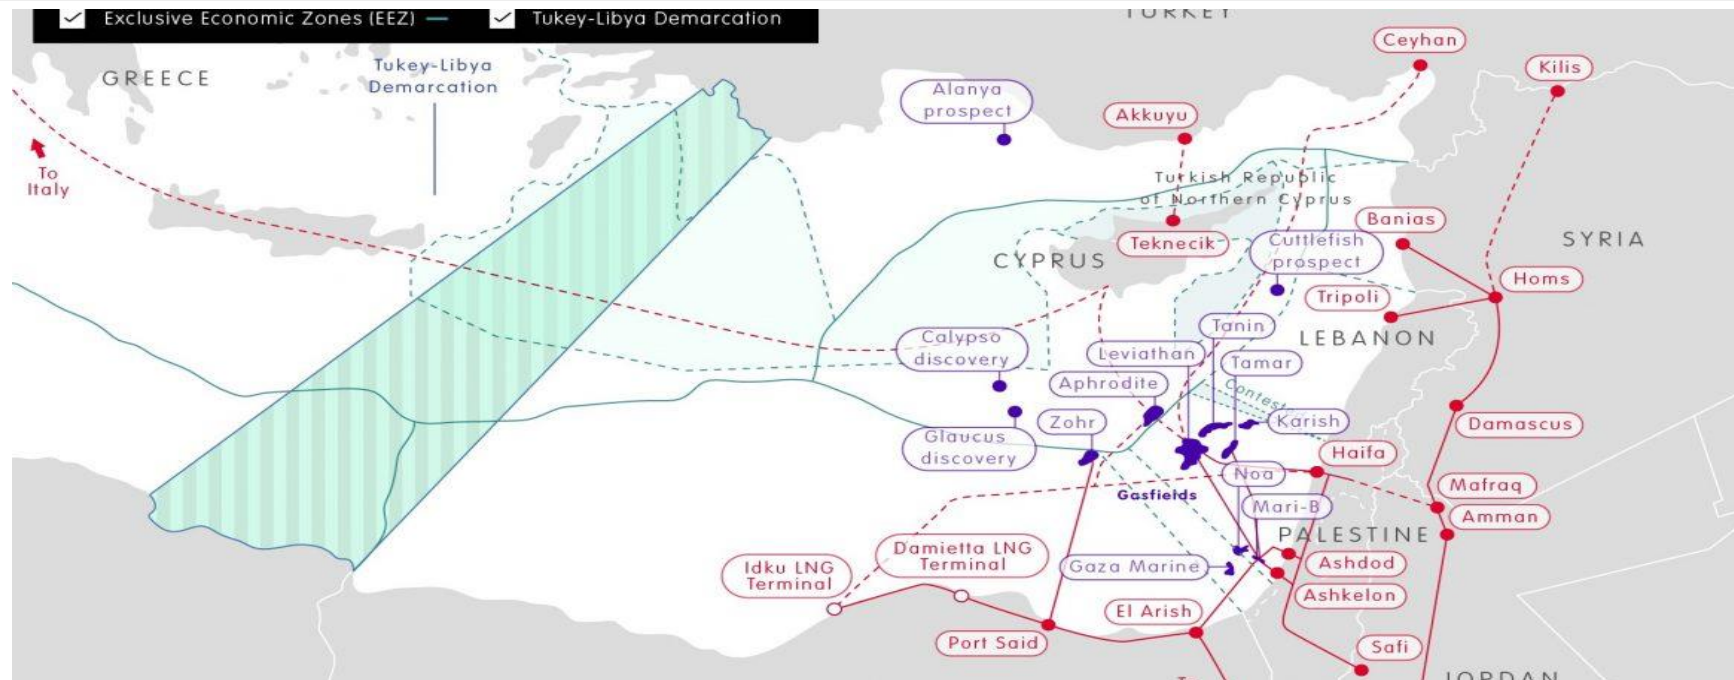 Exclusive Economic Zones (EEZ)
Tukey-Libya Demarcation
TURKEY
GREECE
Tukey-Libya
Demarcation
Ceyhan
Kilis
Alanya
prospect
Akkuyu
To
Italy
Turkish Republic
of Northern Cyprus
Banias
Teknecik
Cuttlefish
prospect
SYRIA
CYPRUS
Homs
Tripoli
Tanin
LEBANON
Calypso
discovery
Leviathan
Tamar
Aphrodite
Zohr
Karish
Damascus
Glaucus
discovery
Haifa
Noa
Mafraq
Gasfields
Mari-B
Amman
PALESTINE
Damietta LNG
Terminal
Idku LNG
Terminal
Gaza Marine
Ashdod
Ashkelon
El Arish
Port Said
Safi
JORDAN